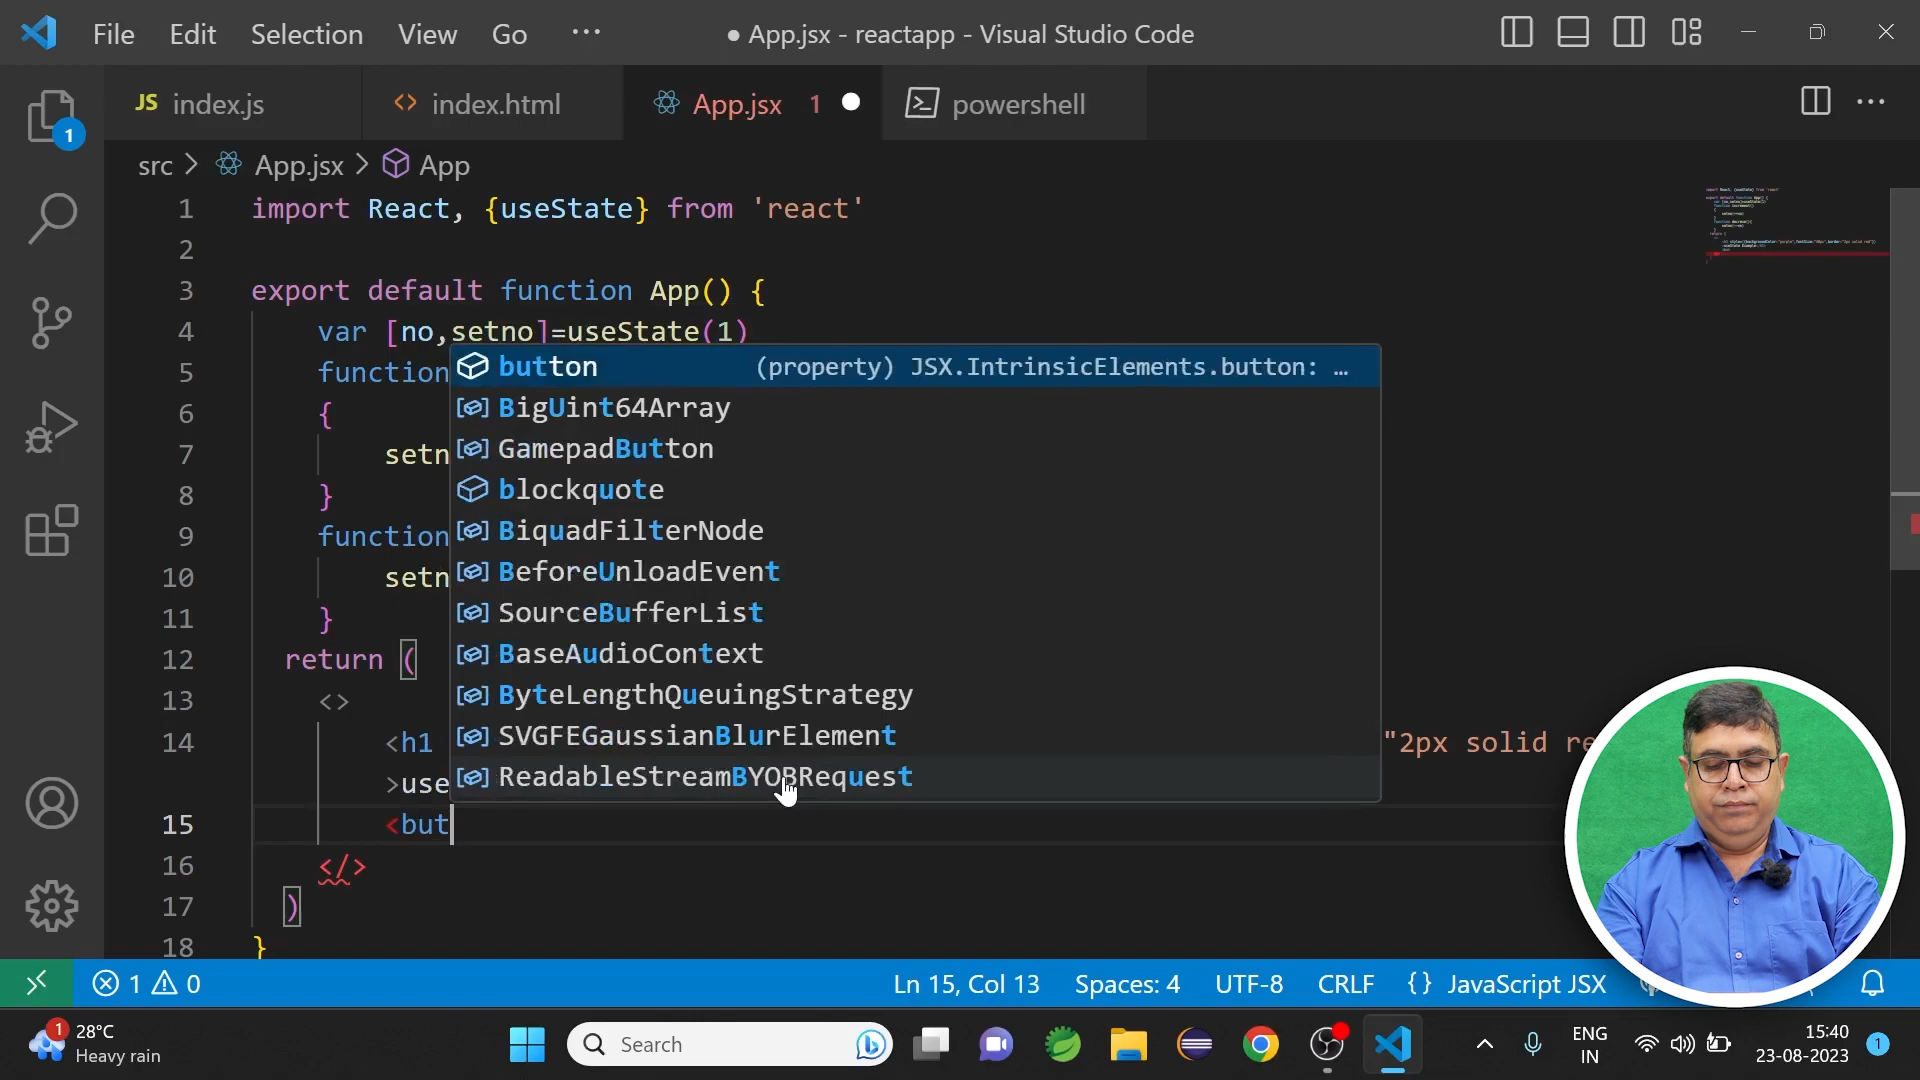 File Edit Selection View Go ··· ● App.jsx - reactapp - Visual Studio Code
JS index.js <> index.html App.jsx 1 ● powershell ···
1
src > App.jsx > App
1 import React, {useState} from 'react'
2
3 export default function App() {
4 var [no,setno]=useState(1)
5 function
6 {
7 setn
8 }
9 function
10 setn
11 }
12 return (
13 <>
14 <h1 "2px solid re
>use
15 <but
16 </>
17 )
18 }
button (property) JSX.IntrinsicElements.button: …
BigUint64Array
GamepadButton
blockquote
BiquadFilterNode
BeforeUnloadEvent
SourceBufferList
BaseAudioContext
ByteLengthQueuingStrategy
SVGFEGaussianBlurElement
ReadableStreamBYOBRequest
1 0 Ln 15, Col 13 Spaces: 4 UTF-8 CRLF {} JavaScript JSX
1 28°C
Heavy rain
Search
ENG
IN
15:40
23-08-2023
1